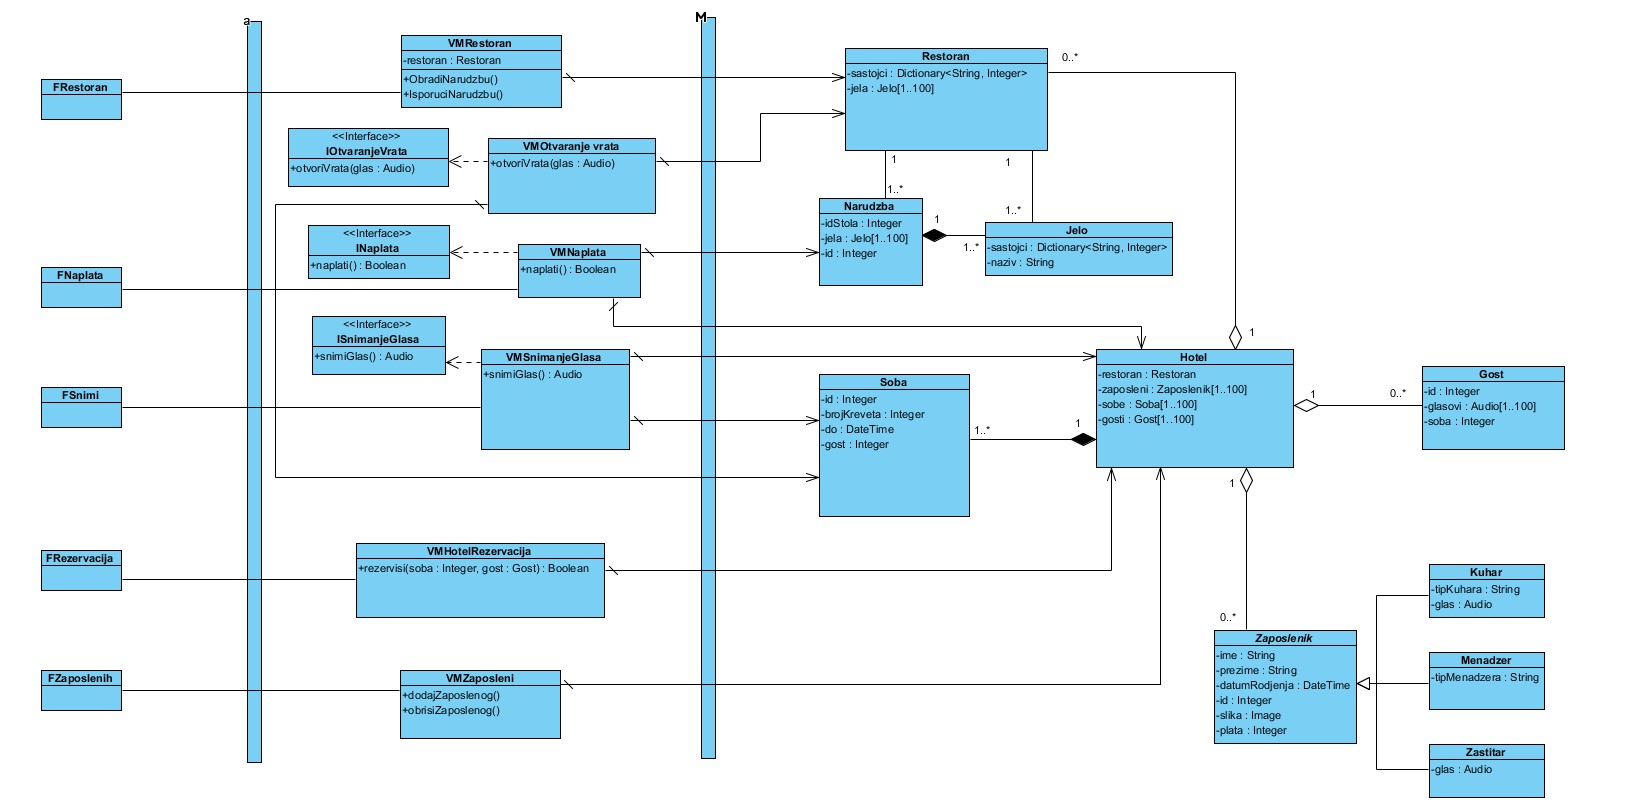 a
M
FRestoran
VMRestoran
-restoran : Restoran
+ObradiNarudzbu()
+IsporuciNarudzbu()
<<Interface>>
IOtvaranjeVrata
+otvoriVrata(glas : Audio)
VMOtvaranje vrata
+otvoriVrata(glas : Audio)
<<Interface>>
INaplata
+naplati() : Boolean
VMNaplata
+naplati() : Boolean
FNaplata
<<Interface>>
ISnimanjeGlasa
+snimiGlas() : Audio
VMSnimanjeGlasa
+snimiGlas() : Audio
FSnimi
FRezervacija
VMHotelRezervacija
+rezervisi(soba : Integer, gost : Gost) : Boolean
FZaposlenih
VMZaposleni
+dodajZaposlenog()
+obrisiZaposlenog()
Restoran
-sastojci : Dictionary<String, Integer>
-jela : Jelo[1..100]
0..*
1
1
1..*
1..*
Narudzba
-idStola : Integer
-jela : Jelo[1..100]
-id : Integer
1
1..*
Jelo
-sastojci : Dictionary<String, Integer>
-naziv : String
1
Hotel
-restoran : Restoran
-zaposleni : Zaposlenik[1..100]
-sobe : Soba[1..100]
-gosti : Gost[1..100]
Soba
-id : Integer
-brojKreveta : Integer
-do : DateTime
-gost : Integer
1..*
1
1
0..*
Gost
-id : Integer
-glasovi : Audio[1..100]
-soba : Integer
1
0..*
Zaposlenik
-ime : String
-prezime : String
-datumRodjenja : DateTime
-id : Integer
-slika : Image
-plata : Integer
Kuhar
-tipKuhara : String
-glas : Audio
Menadzer
-tipMenadzera : String
Zastitar
-glas : Audio